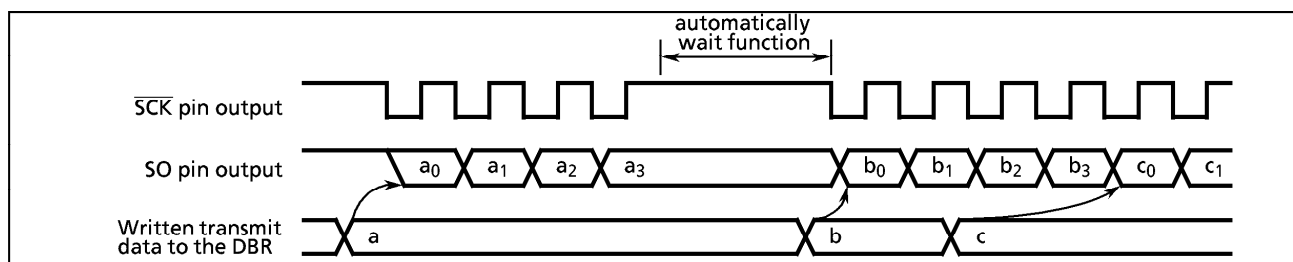 automatically
wait function
SCK pin output
SO pin output
a0 a1 a2 a3 b0 b1 b2 b3 c0 c1
Written transmit
data to the DBR
a b c